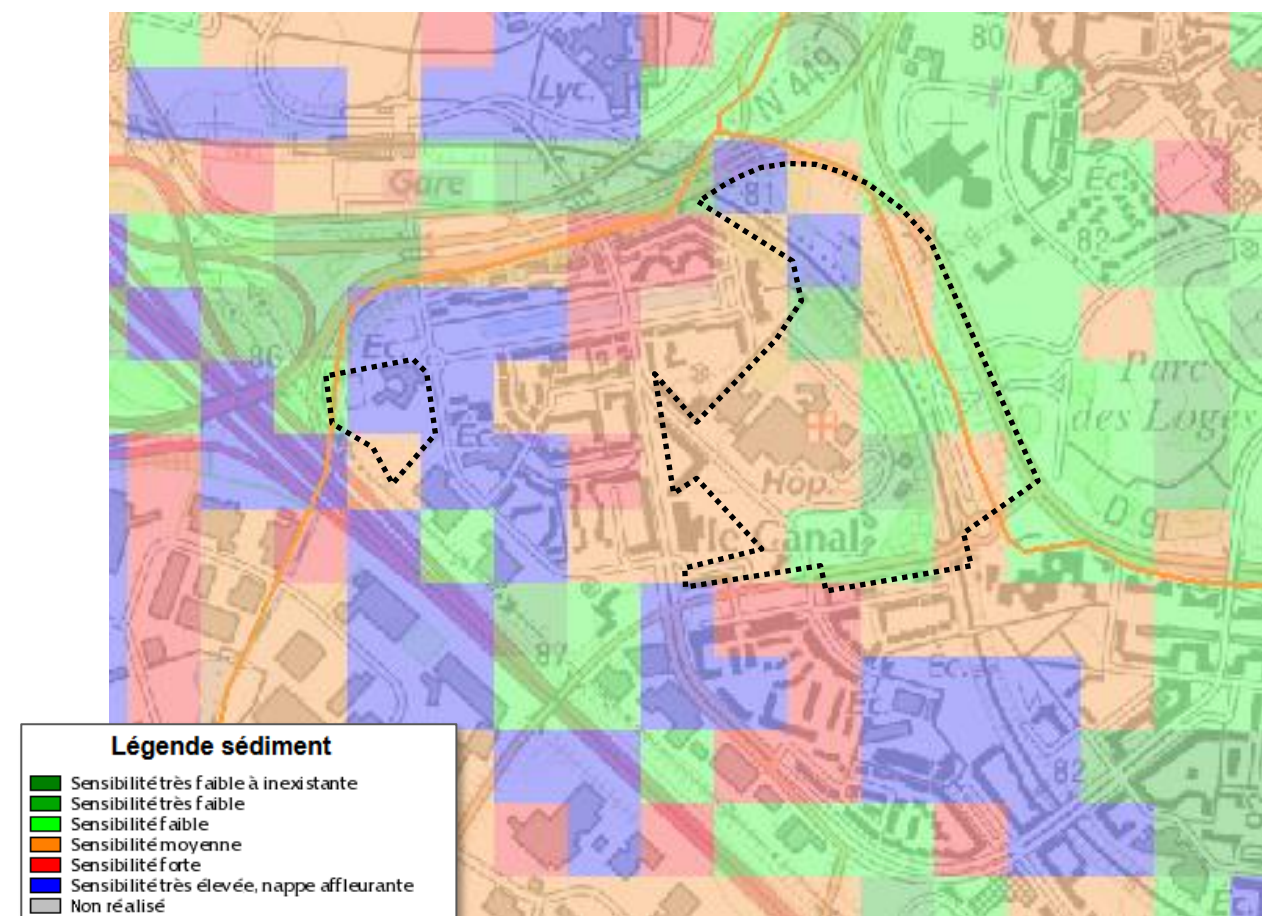 80
Lyc.
N 449
Lyc
Gare
81
Ec.
82
86
Ec.
Parc
des Loges
Ec.
Hôp.
le Canal
D 9
87
Ec.
Ec.
82
Légende sédiment
Sensibilité très faible à inexistante
Sensibilité très faible
Sensibilité faible
Sensibilité moyenne
Sensibilité forte
Sensibilité très élevée, nappe affleurante
Non réalisé